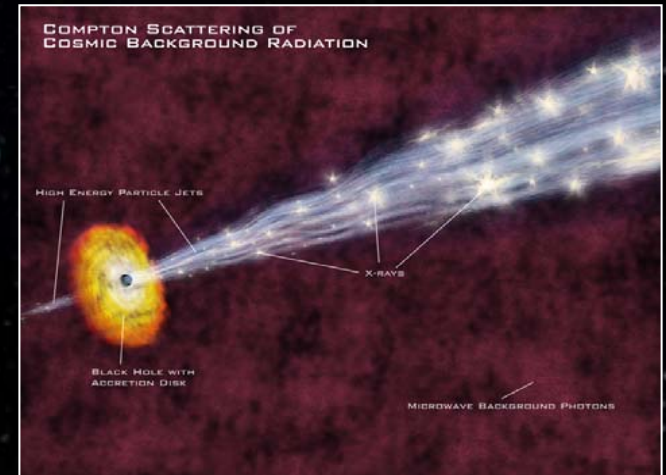 Compton Scattering of
Cosmic Background Radiation
High Energy Particle Jets
X-rays
Black Hole with
Accretion Disk
Microwave Background Photons